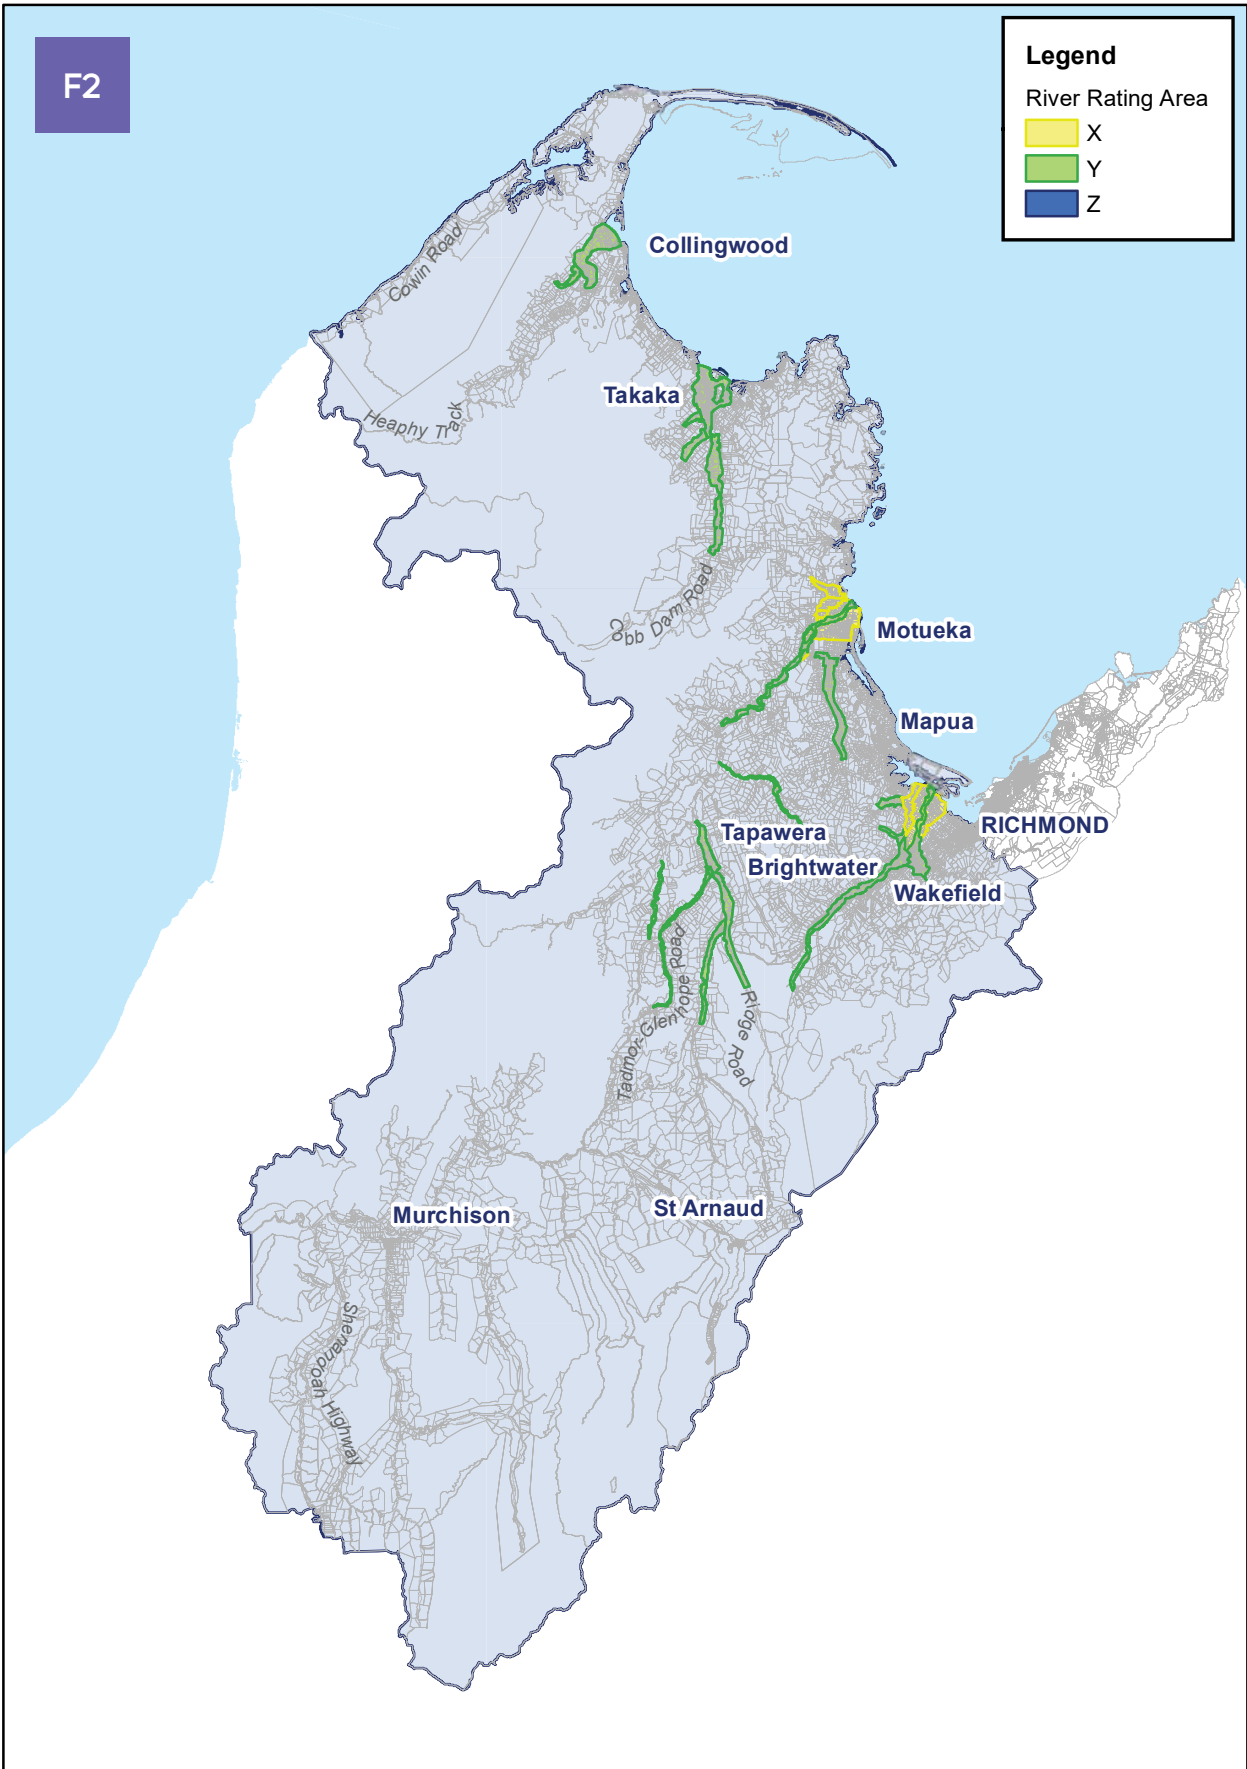 F2
Legend
River Rating Area
X
Y
Z
Collingwood
Cowin Road
Takaka
Heaphy Track
Cobb Dam Road
Motueka
Mapua
RICHMOND
Tapawera
Brightwater
Wakefield
Tadmor-Glenhope Road
Ridge Road
Murchison
St Arnaud
Shenandoah Highway